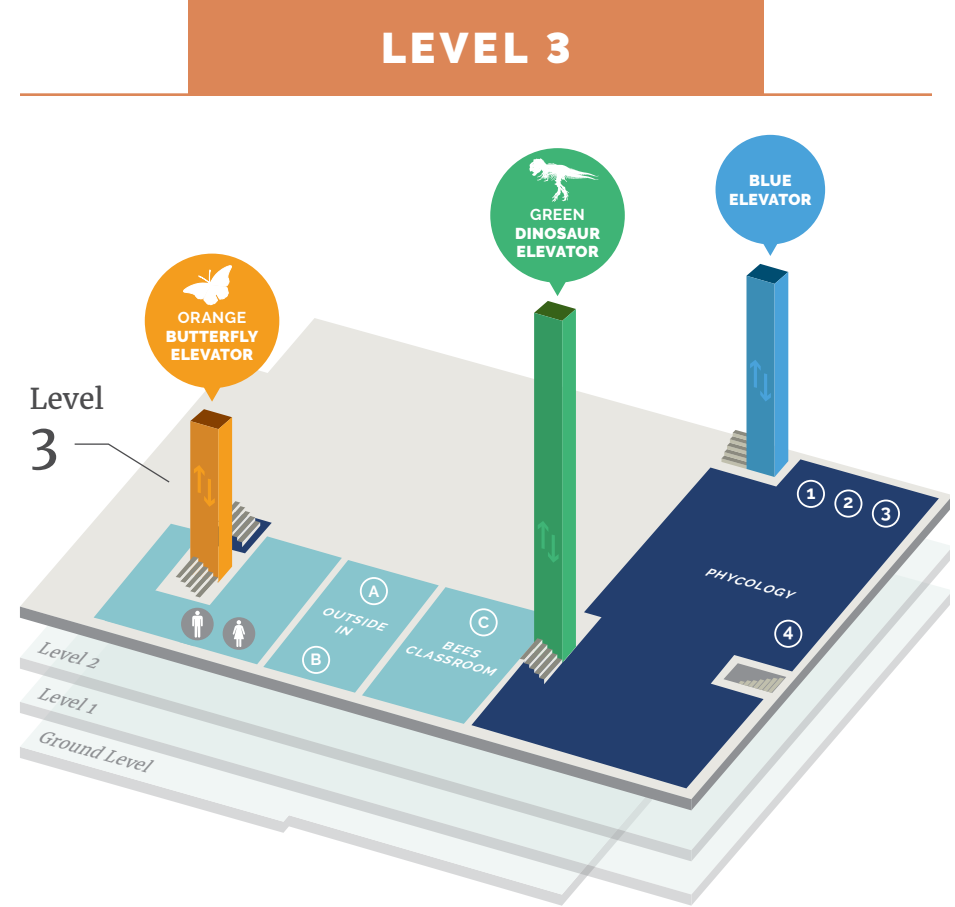 LEVEL 3
BLUE
ELEVATOR
GREEN
DINOSAUR
ELEVATOR
ORANGE
BUTTERFLY
ELEVATOR
Level
3
1
2
3
PHYCOLOGY
4
A
OUTSIDE
IN
B
C
BEES
CLASSROOM
Level 2
Level 1
Ground Level